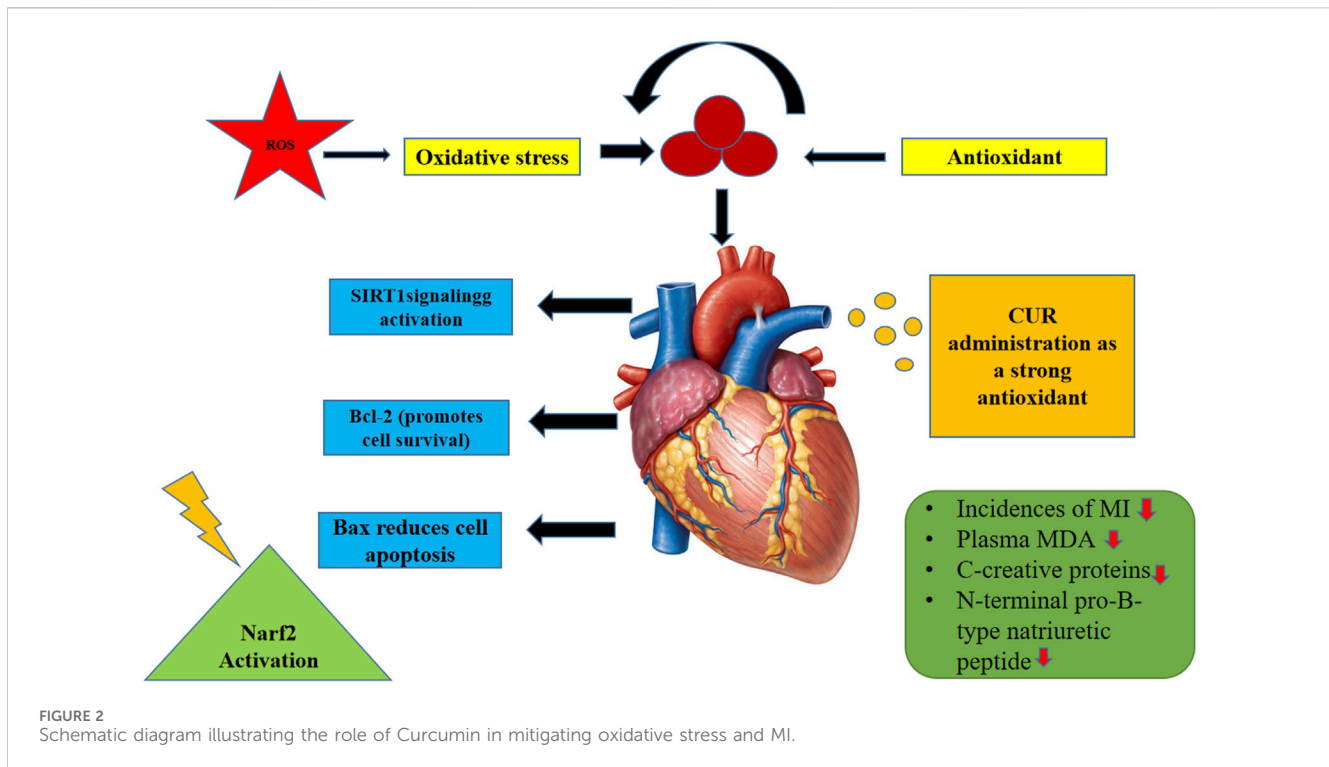 ROS
Oxidative stress
Antioxidant
SIRT1signalingg
activation
CUR
administration as
a strong
antioxidant
Bcl-2 (promotes
cell survival)
Bax reduces cell
apoptosis
Narf2
Activation
• Incidences of MI
• Plasma MDA
• C-creative proteins
• N-terminal pro-B-
type natriuretic
peptide
FIGURE 2
Schematic diagram illustrating the role of Curcumin in mitigating oxidative stress and MI.